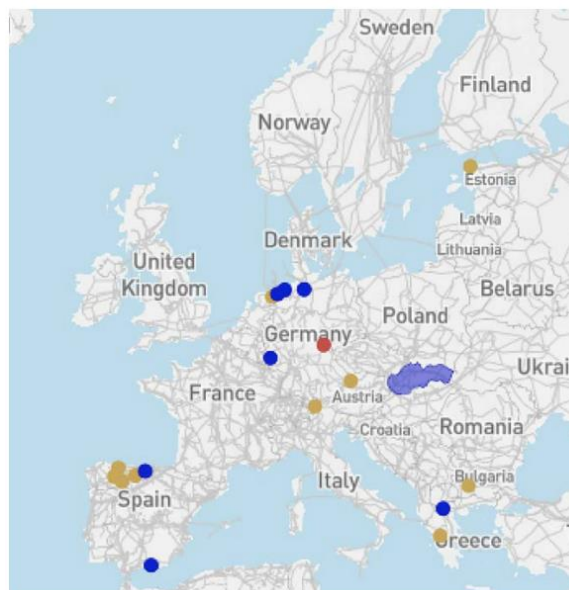 Sweden
Finland
Norway
Estonia
Latvia
Denmark
Lithuania
United
Kingdom
Belarus
Poland
Germany
Ukrai
France
Austria
Croatia
Romania
Italy
Bulgaria
Spain
Greece